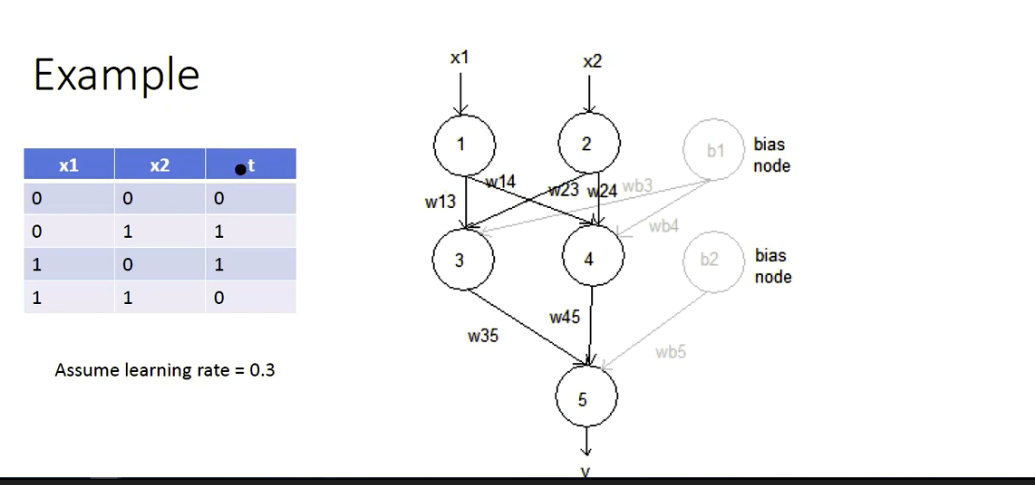 Example
x1 x2 t
0 0 0
0 1 1
1 0 1
1 1 0
Assume learning rate = 0.3
x1 x2
1 2 b1 bias
node
w13 w14 w23 w24 wb3
wb4
3 4 b2 bias
node
w35 w45 wb5
5
y